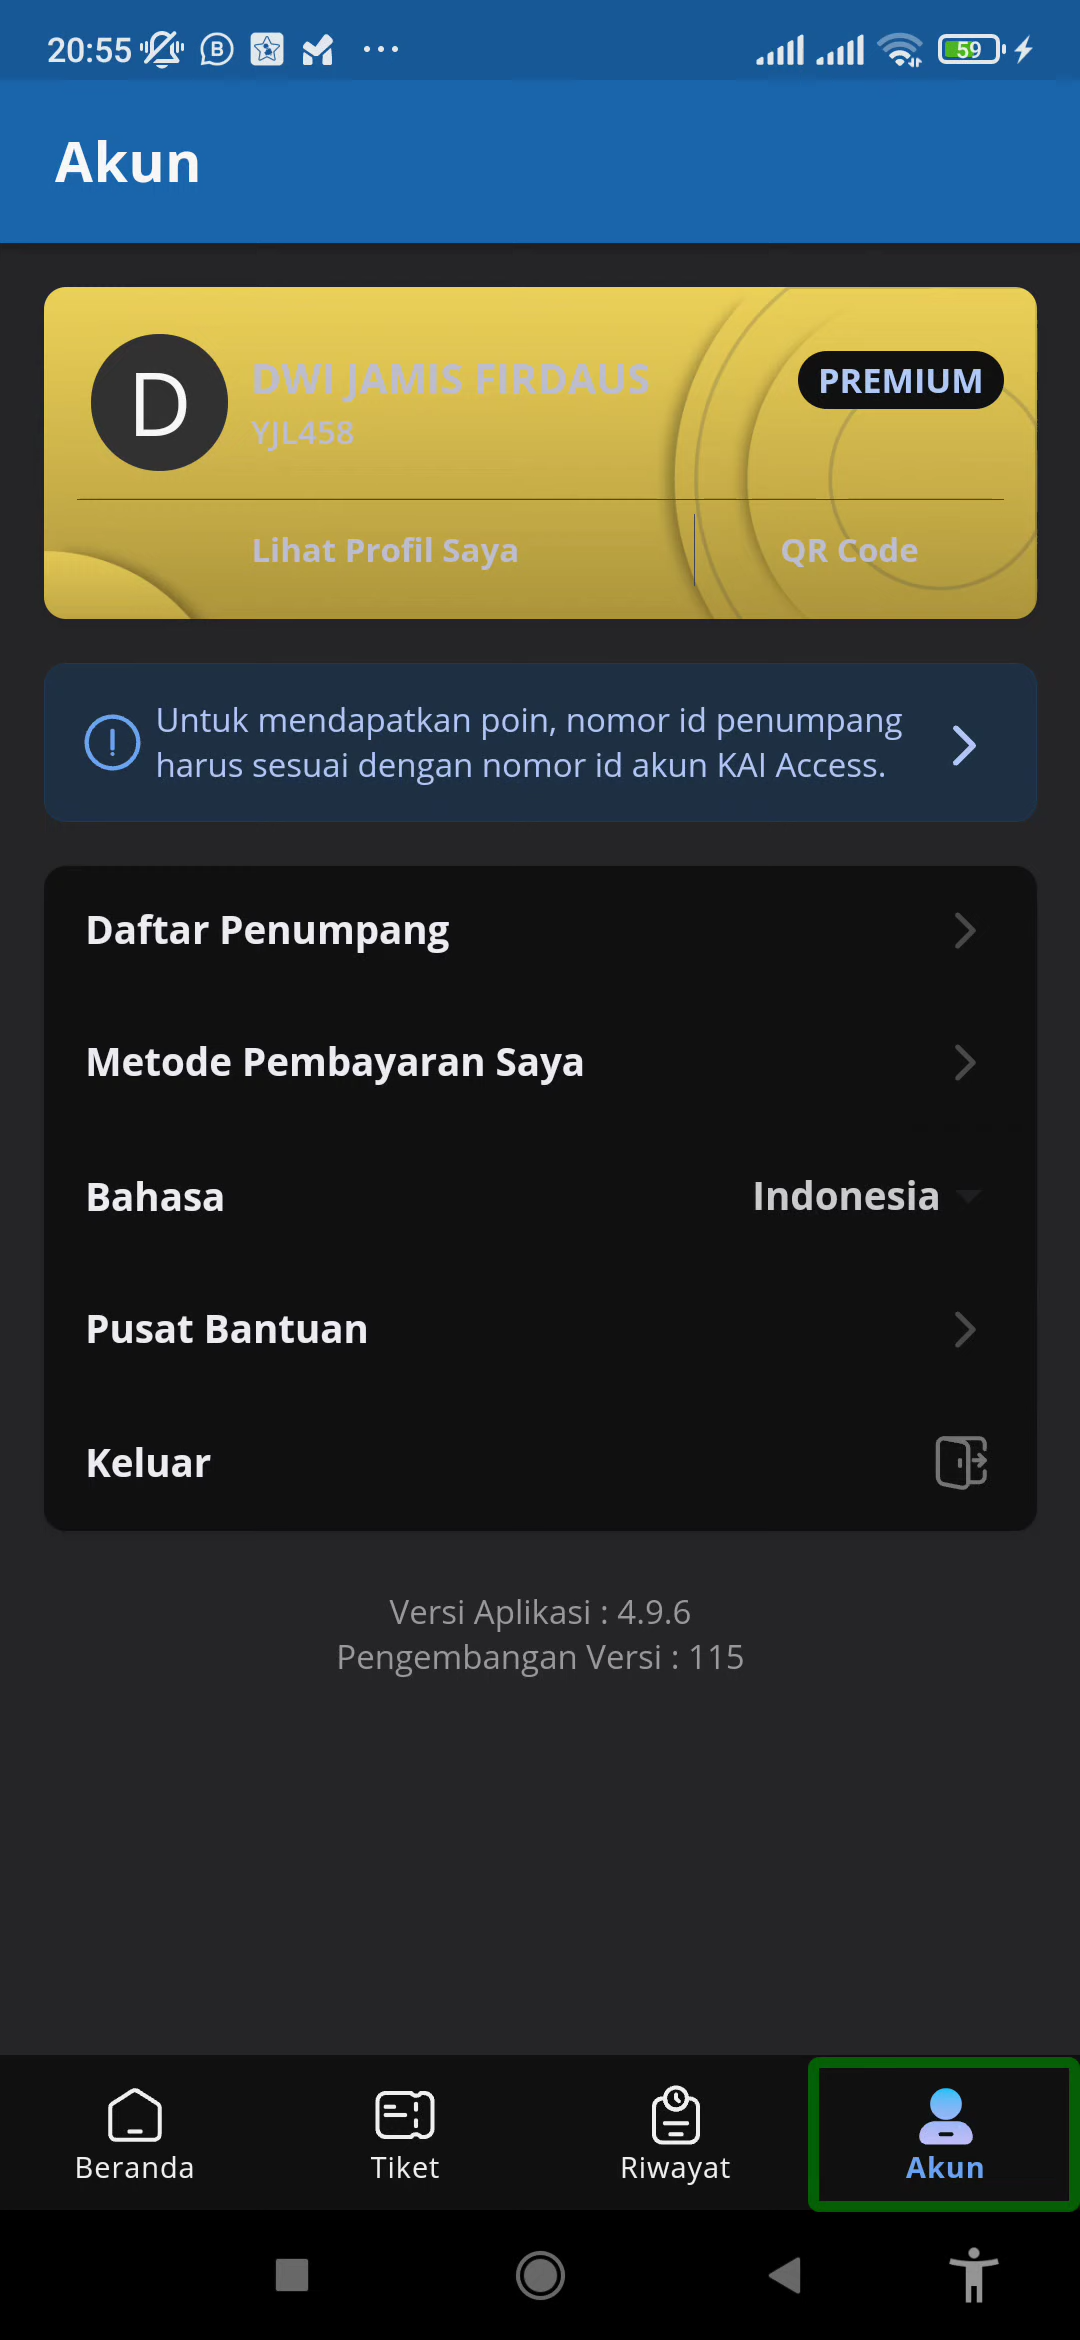 20:55
59
Akun
D
DWI JAMIS FIRDAUS
PREMIUM
YJL458
Lihat Profil Saya
QR Code
Untuk mendapatkan poin, nomor id penumpang
harus sesuai dengan nomor id akun KAI Access.
Daftar Penumpang
Metode Pembayaran Saya
Bahasa
Indonesia
Pusat Bantuan
Keluar
Versi Aplikasi : 4.9.6
Pengembangan Versi : 115
Beranda
Tiket
Riwayat
Akun